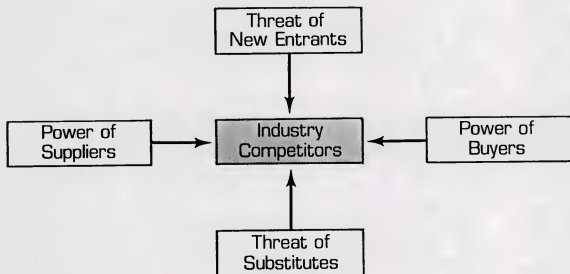 Threat of
New Entrants
Power of
Suppliers
Industry
Competitors
Power of
Buyers
Threat of
Substitutes